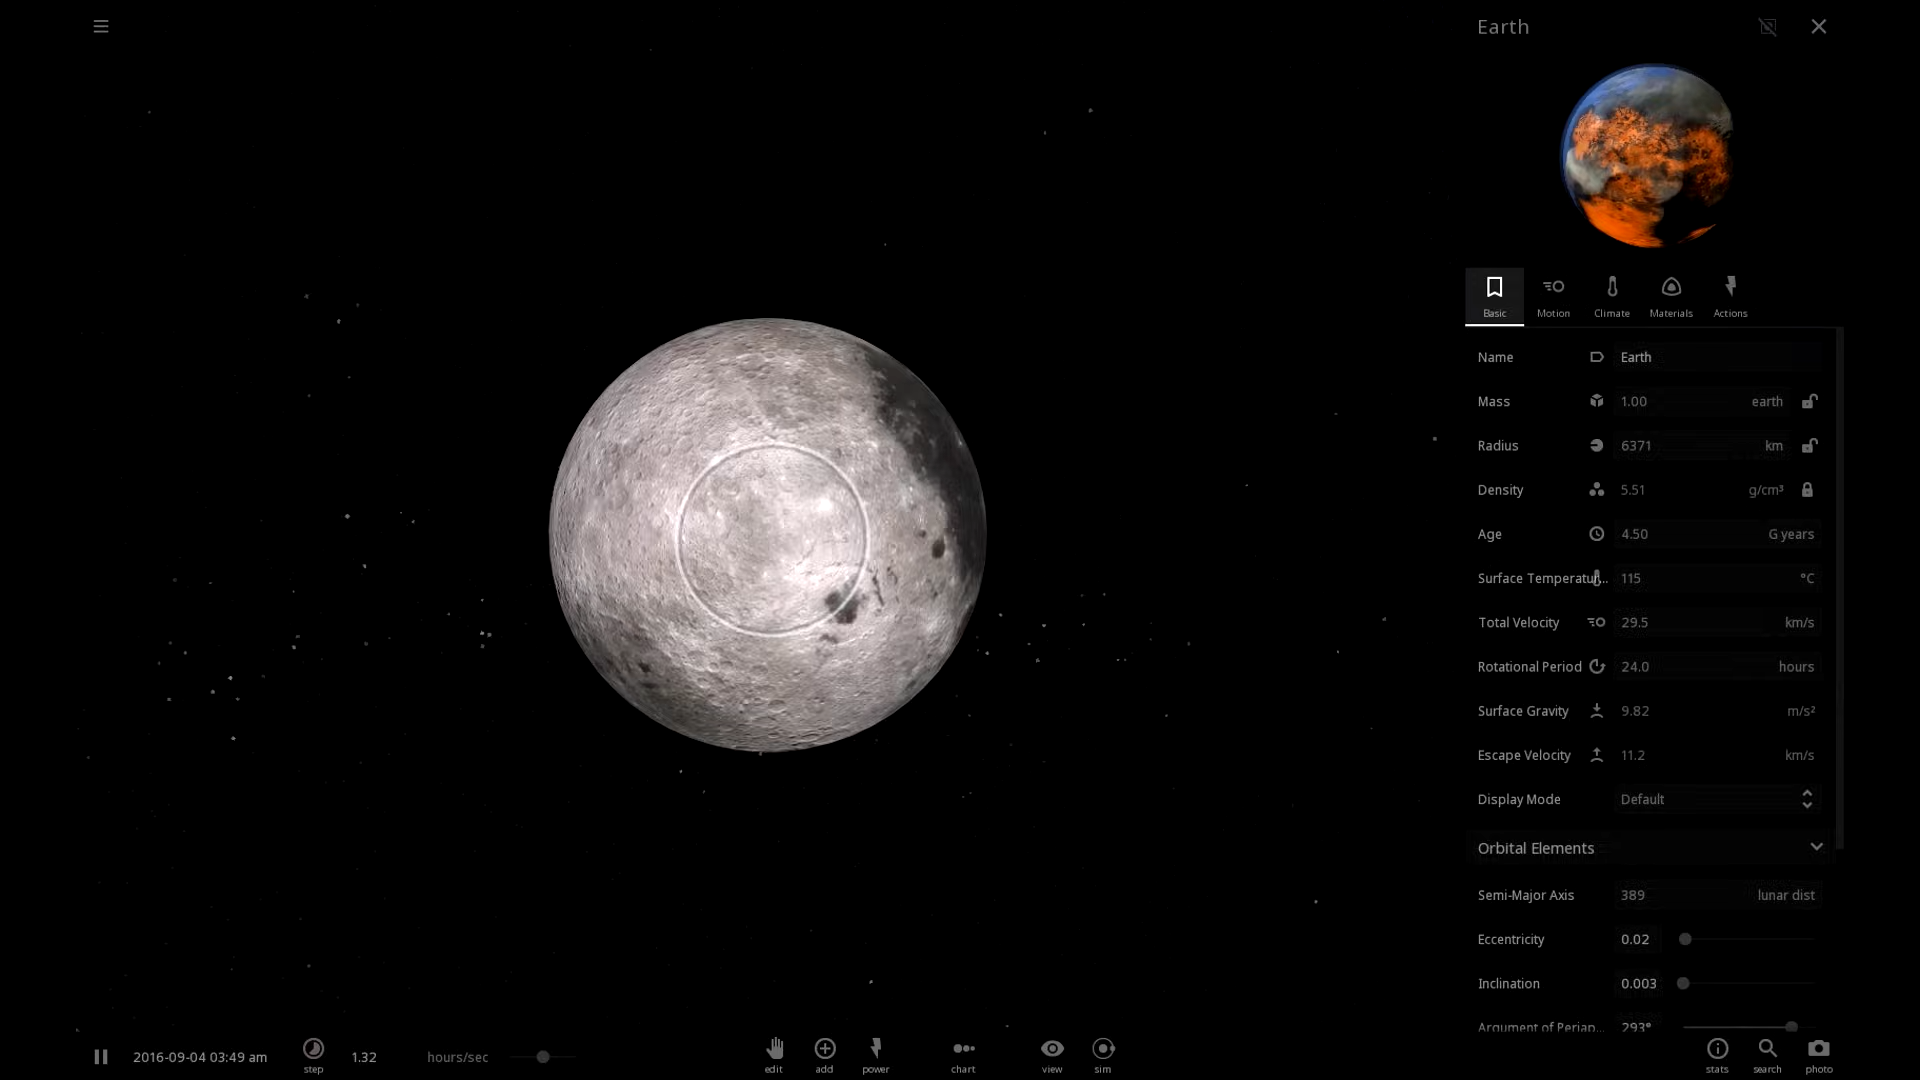 Earth
Basic
Motion
Climate
Materials
Actions
Name Earth
Mass 1.00 earth
Radius 6371 km
Density 5.51 g/cm³
Age 4.50 G years
Surface Temperatur... 115 °C
Total Velocity 29.5 km/s
Rotational Period 24.0 hours
Surface Gravity 9.82 m/s²
Escape Velocity 11.2 km/s
Display Mode Default
Orbital Elements
Semi-Major Axis 389 lunar dist
Eccentricity 0.02
Inclination 0.003
Argument of Periap... 293°
2016-09-04 03:49 am
step
1.32 hours/sec
edit
add
power
chart
view
sim
stats
search
photo